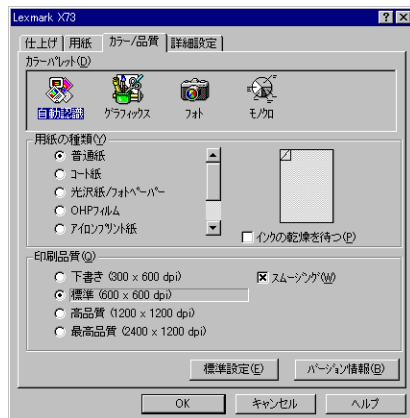 Lexmark X73
仕上げ 用紙 カラー/品質 詳細設定
カラーパレット(D)
自動認識 グラフィックス フォト モノクロ
用紙の種類(Y)
普通紙
コート紙
光沢紙/フォトペーパー
OHPフィルム
アイロンプリント紙
インクの乾燥を待つ(P)
印刷品質(Q)
下書き (300 x 600 dpi)
スムージング(W)
標準 (600 x 600 dpi)
高品質 (1200 x 1200 dpi)
最高品質 (2400 x 1200 dpi)
標準設定(E) バージョン情報(B)
OK キャンセル ヘルプ